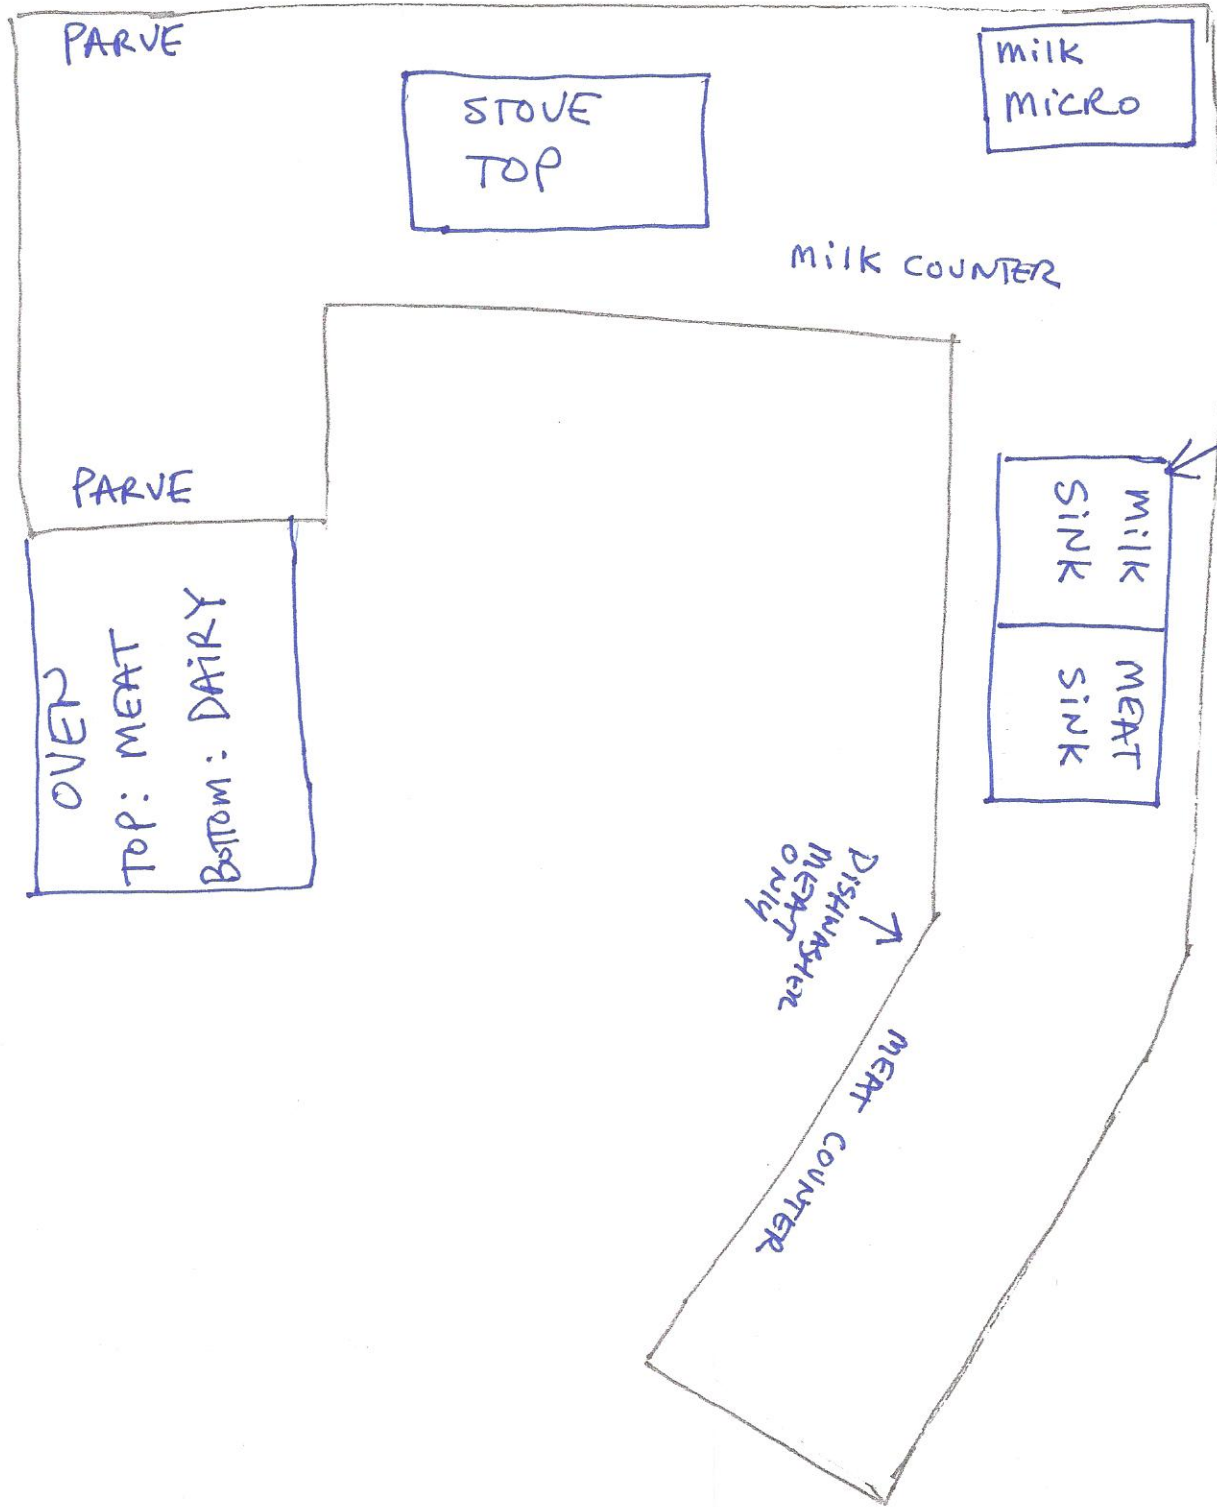 PARVE
milk
MiCRO
STOVE
TOP
milk COUNTER
PARVE
milk
SiNK
MEAT
SiNK
OVEN
TOP: MEAT
BOTTOM: DAiRY
DISHWASHER
MEAT
ONLY
MEAT COUNTER